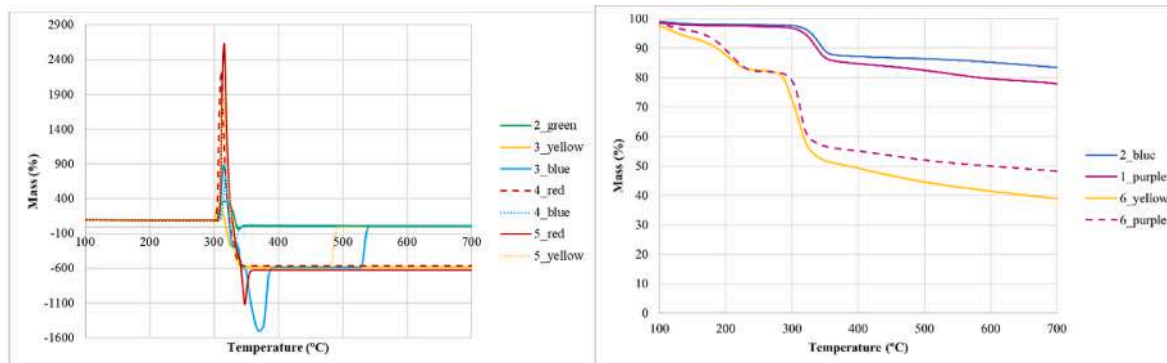 2900
2400
1900
1400
900
400
-100
-600
-1100
-1600
Mass (%)
100 200 300 400 500 600 700
Temperature (°C)
2_green
3_yellow
3_blue
4_red
4_blue
5_red
5_yellow
100
90
80
70
60
50
40
30
20
10
0
Mass (%)
100 200 300 400 500 600 700
Temperature (°C)
2_blue
1_purple
6_yellow
6_purple